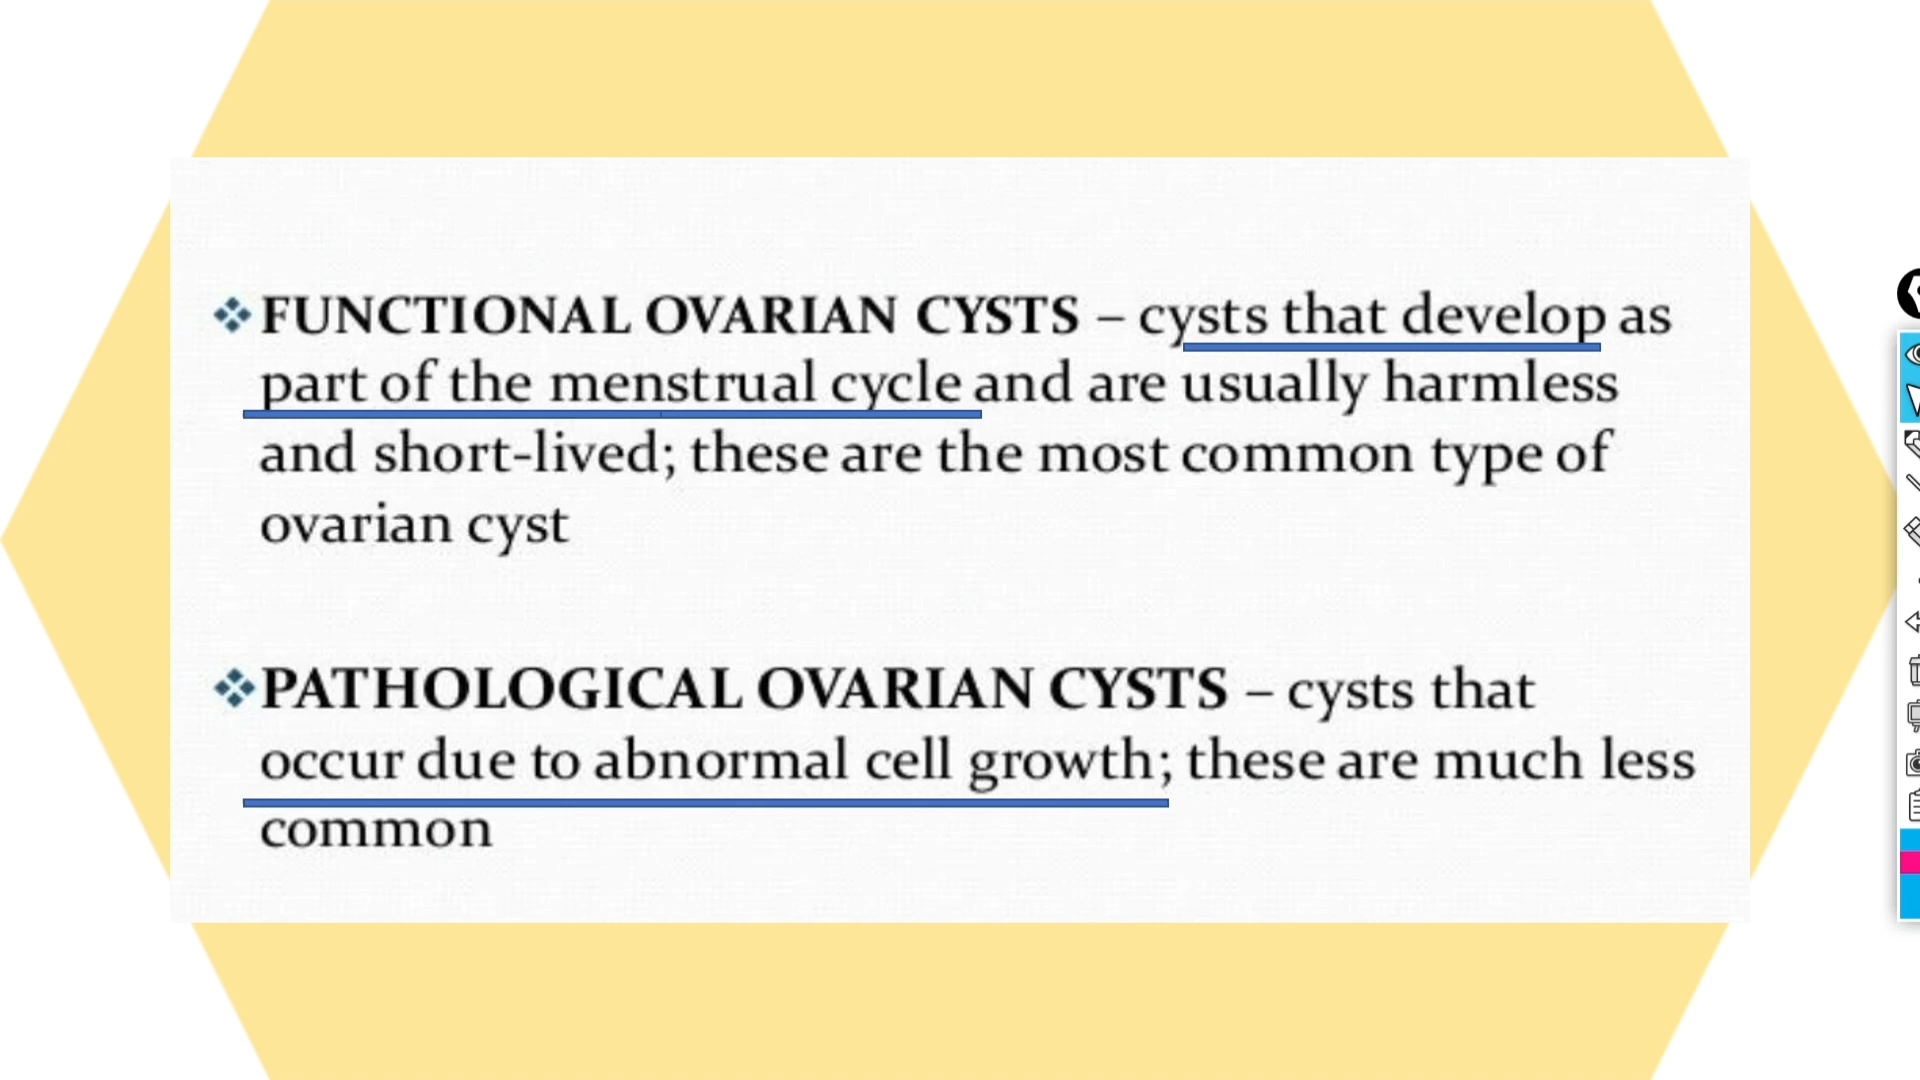 ❖FUNCTIONAL OVARIAN CYSTS – cysts that develop as
part of the menstrual cycle and are usually harmless
and short-lived; these are the most common type of
ovarian cyst
❖PATHOLOGICAL OVARIAN CYSTS – cysts that
occur due to abnormal cell growth; these are much less
common